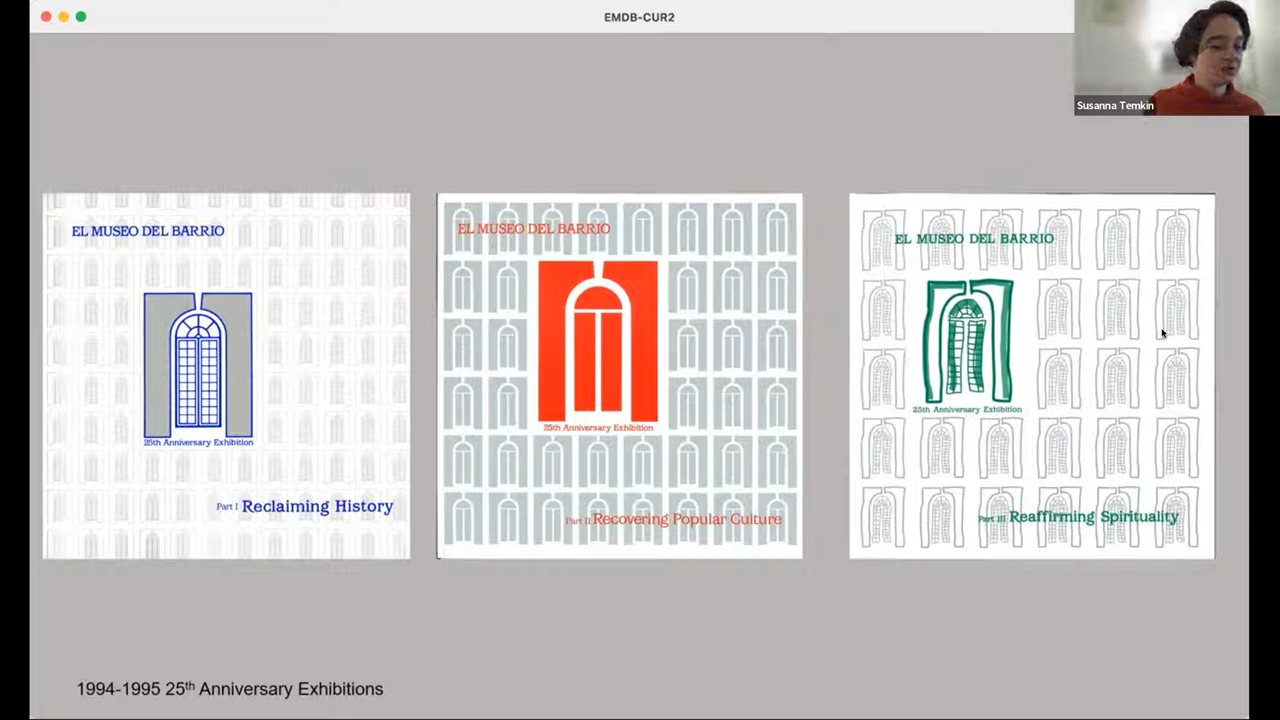 EMDB-CUR2
Susanna Temkin
EL MUSEO DEL BARRIO
25th Anniversary Exhibition
Part I Reclaiming History
EL MUSEO DEL BARRIO
25th Anniversary Exhibition
Part II Recovering Popular Culture
EL MUSEO DEL BARRIO
25th Anniversary Exhibition
Part III Reaffirming Spirituality
1994-1995 25th Anniversary Exhibitions